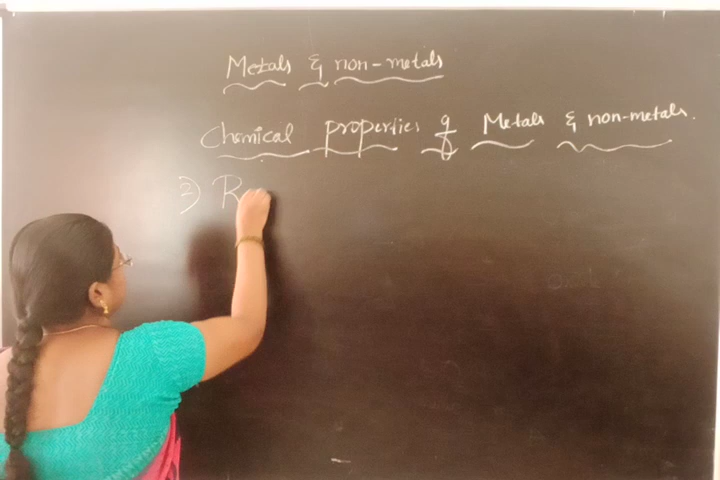 Metals & non-metals
Chemical properties of Metals & non-metals.
2) R